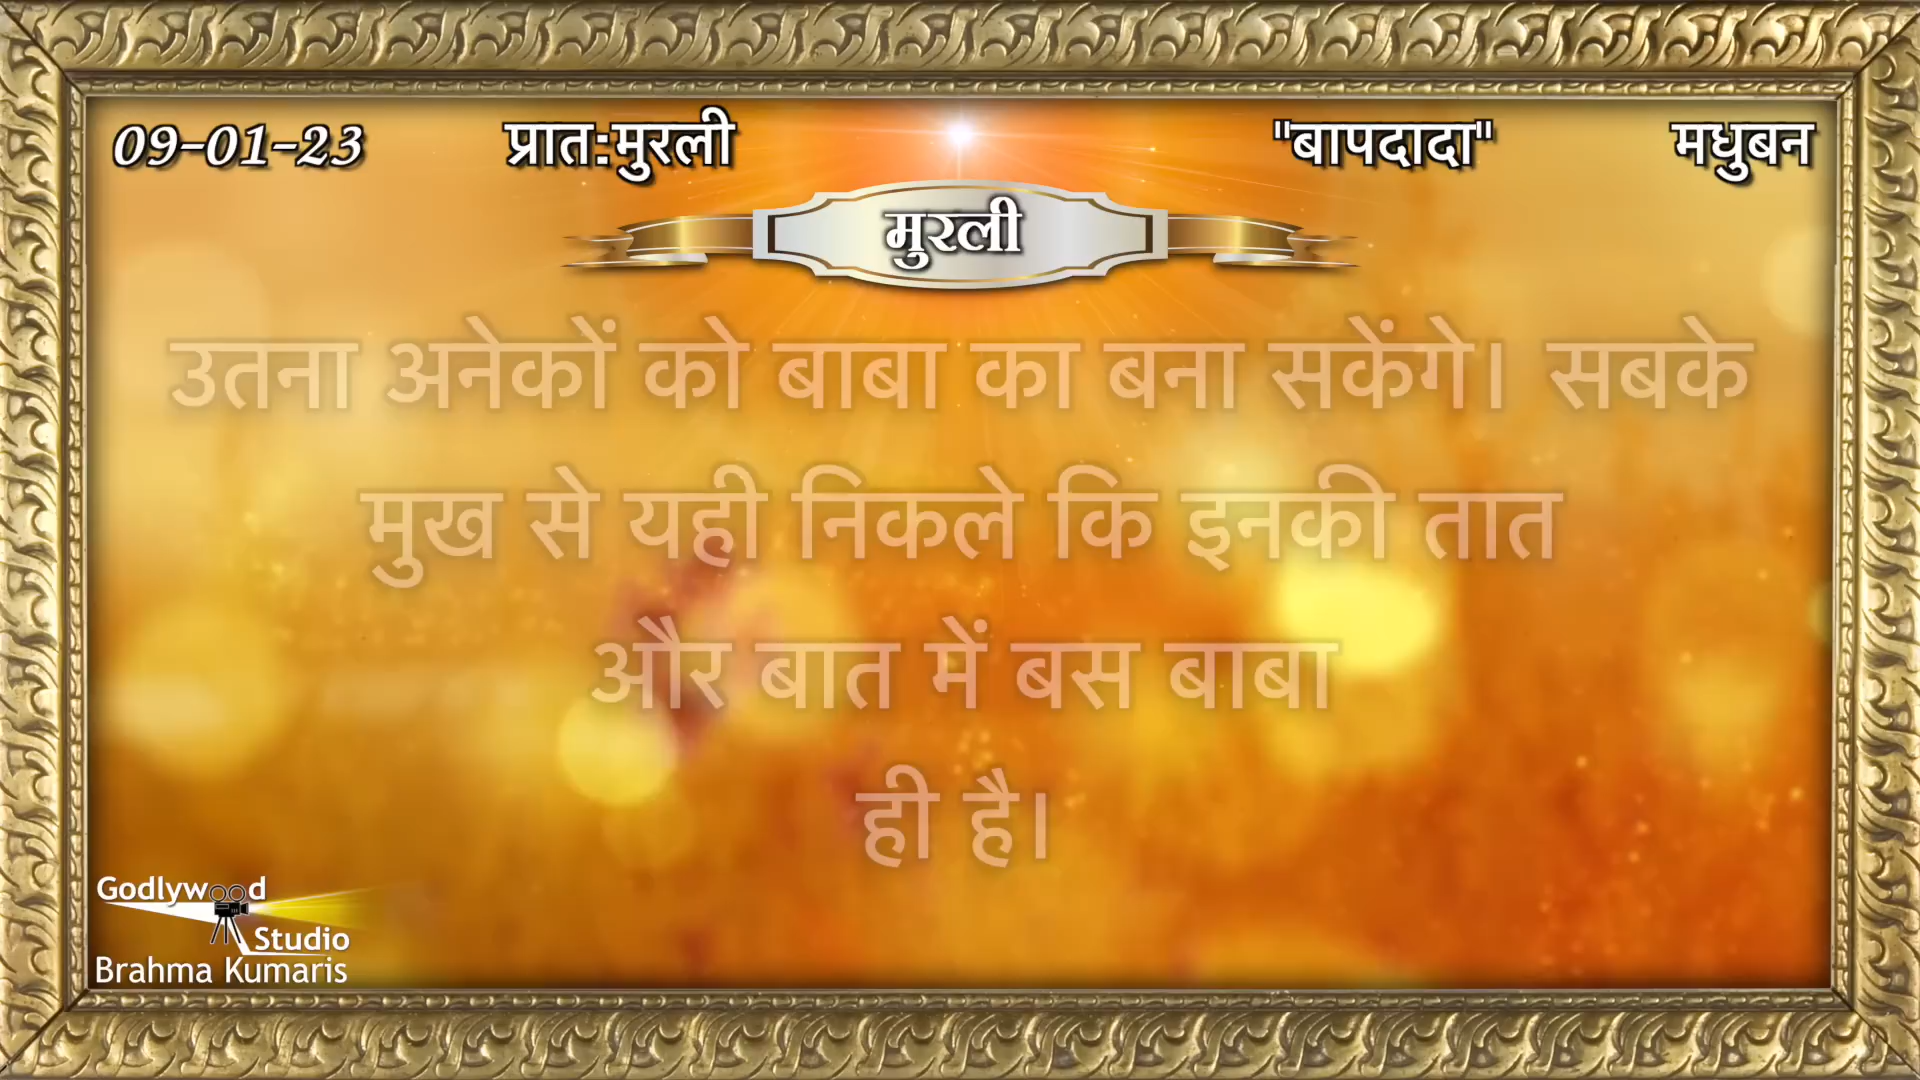 09-01-23 प्रात:मुरली "बापदादा" मधुबन
मुरली
उतना अनेकों को बाबा का बना सकेंगे। सबके
मुख से यही निकले कि इनकी तात
और बात में बस बाबा
ही है।
Godlywood
Studio
Brahma Kumaris